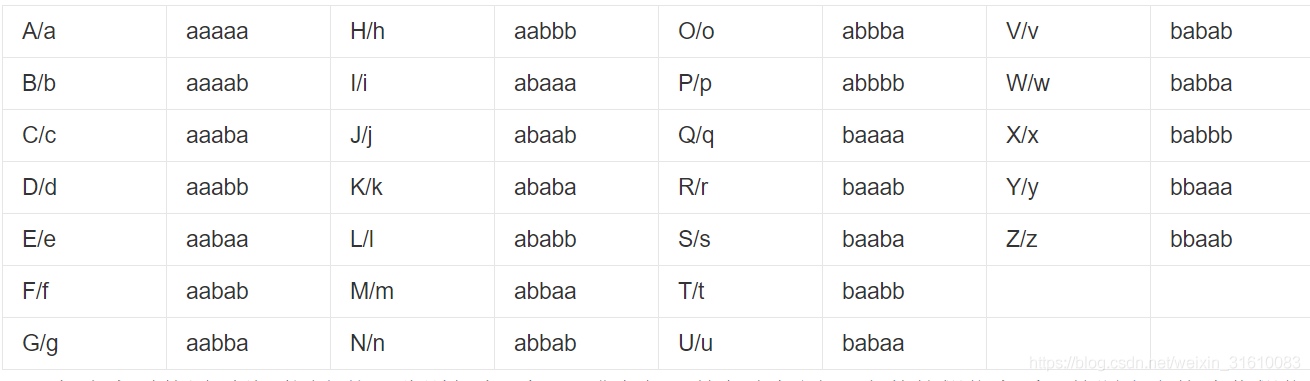 A/a aaaaa H/h aabbb O/o abbba V/v babab
B/b aaaab I/i abaaa P/p abbbb W/w babba
C/c aaaba J/j abaab Q/q baaaa X/x babbb
D/d aaabb K/k ababa R/r baaab Y/y bbaaa
E/e aabaa L/l ababb S/s baaba Z/z bbaab
F/f aabab M/m abbaa T/t baabb
G/g aabba N/n abbab U/u babaa
https://blog.csdn.net/weixin_31610083